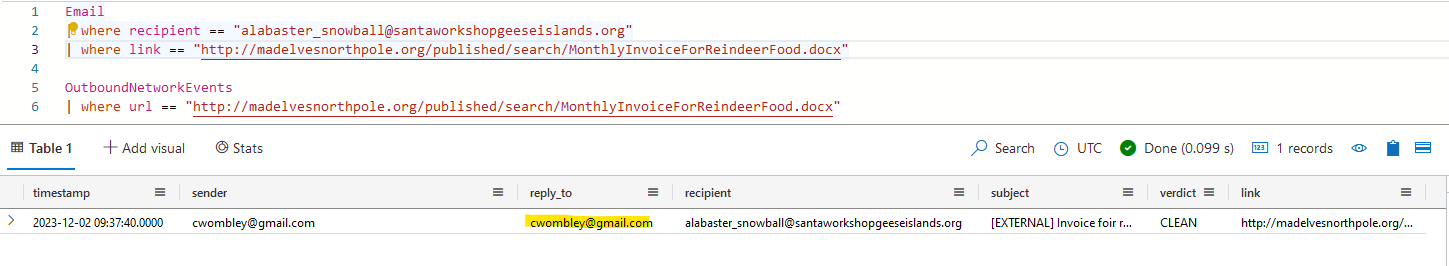 1 Email
2 | where recipient == "alabaster_snowball@santaworkshopgeeseislands.org"
3 | where link == "http://madelvesnorthpole.org/published/search/MonthlyInvoiceForReindeerFood.docx"
4
5 OutboundNetworkEvents
6 | where url == "http://madelvesnorthpole.org/published/search/MonthlyInvoiceForReindeerFood.docx"
Table 1 + Add visual Stats Search UTC Done (0.099 s) 123 1 records
timestamp sender reply_to recipient subject verdict link
> 2023-12-02 09:37:40.0000 cwombley@gmail.com cwombley@gmail.com alabaster_snowball@santaworkshopgeeseislands.org [EXTERNAL] Invoice foir r... CLEAN http://madelvesnorthpole.org/...